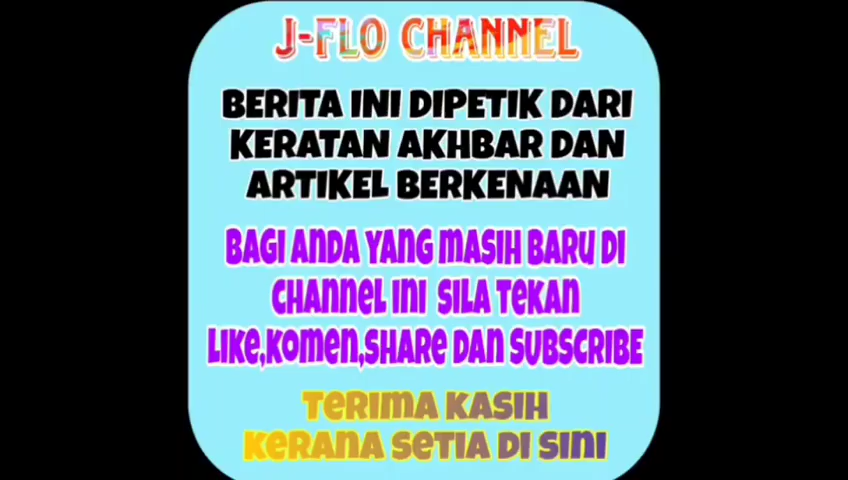 J-FLO CHANNEL
BERITA INI DIPETIK DARI
KERATAN AKHBAR DAN
ARTIKEL BERKENAAN
BAGI ANDA YANG MASIH BARU DI
CHANNEL INI SILA TEKAN
LIKE,KOMEN,SHARE DAN SUBSCRIBE
TERIMA KASIH
KERANA SETIA DI SINI